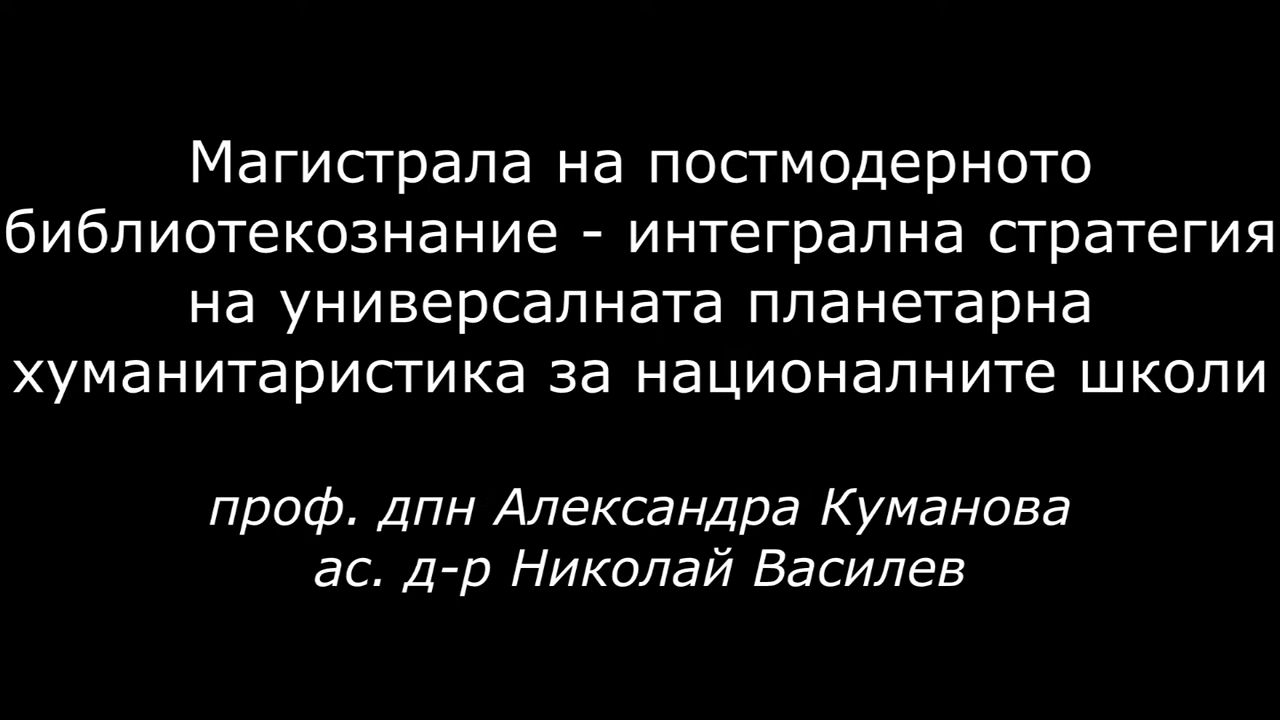 Магистрала на постмодерното
библиотекознание - интегрална стратегия
на универсалната планетарна
хуманитаристика за националните школи
проф. дпн Александра Куманова
ас. д-р Николай Василев